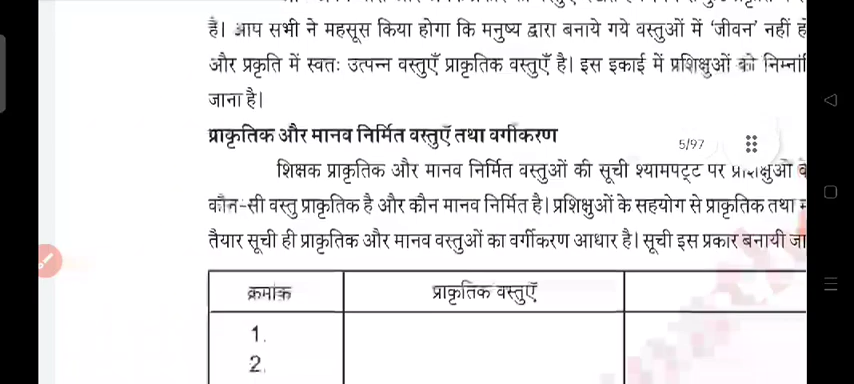 है। आप सभी ने महसूस किया होगा कि मनुष्य द्वारा बनाये गये वस्तुओं में 'जीवन' नहीं
और प्रकृति में स्वतः उत्पन्न वस्तुएँ प्राकृतिक वस्तुएँ है। इस इकाई में प्रशिक्षुओं को
जाना है।
प्राकृतिक और मानव निर्मित वस्तुएँ तथा वर्गीकरण
5/97
शिक्षक प्राकृतिक और मानव निर्मित वस्तुओं की सूची श्यामपट्ट पर प्रशिक्षुओं
कौन-सी वस्तु प्राकृतिक है और कौन मानव निर्मित है। प्रशिक्षुओं के सहयोग से प्राकृतिक तथा
तैयार सूची ही प्राकृतिक और मानव वस्तुओं का वर्गीकरण आधार है। सूची इस प्रकार बनायी
क्रमांक प्राकृतिक वस्तुएँ
1.
2.